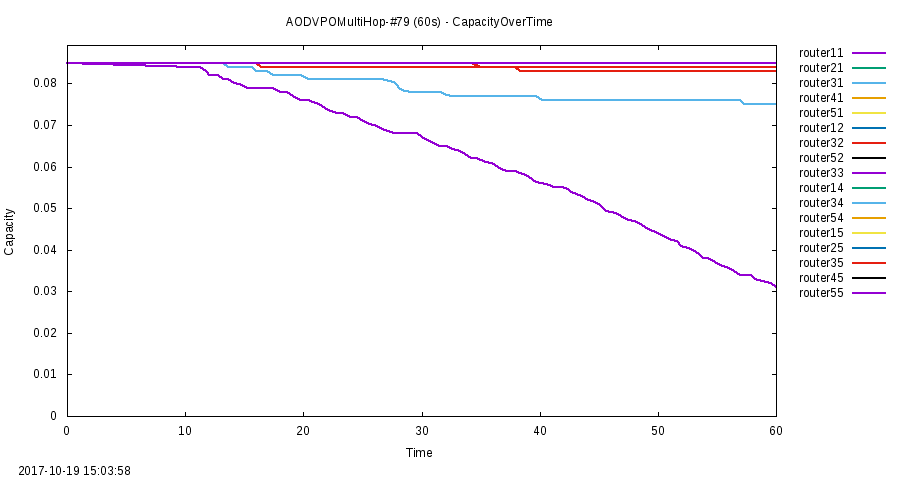 AODVPOMultiHop-#79 (60s) - CapacityOverTime
router11
router21
router31
router41
router51
router12
router32
router52
router33
router14
router34
router54
router15
router25
router35
router45
router55
Capacity
0.08
0.07
0.06
0.05
0.04
0.03
0.02
0.01
0
0 10 20 30 40 50 60
Time
2017-10-19 15:03:58